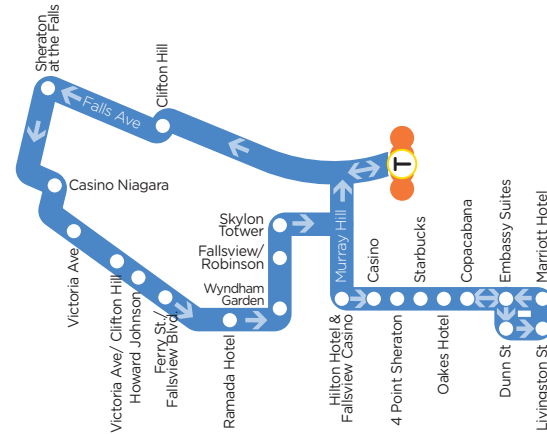 Sheraton
at the Falls
Falls Ave
Clifton Hill
Casino Niagara
Victoria Ave
Victoria Ave/ Clifton Hill
Howard Johnson
Ferry St./
Fallsview Blvd.
Ramada Hotel
Skylon
Totwer
Fallsview/
Robinson
Wyndham
Garden
Murray Hill
T
Hilton Hotel &
Fallsview Casino
Casino
4 Point Sheraton
Starbucks
Oakes Hotel
Copacabana
Embassy Suites
Dunn St
Marriott Hotel
Livingston St